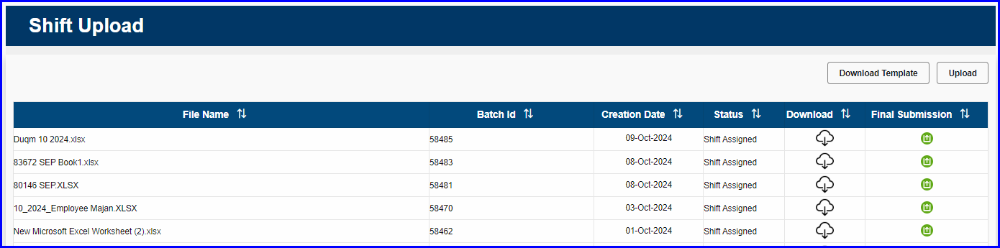 Shift Upload
Download Template Upload
File Name Batch Id Creation Date Status Download Final Submission
Duqm 10 2024.xlsx 58485 09-Oct-2024 Shift Assigned
83672 SEP Book1.xlsx 58483 08-Oct-2024 Shift Assigned
80146 SEP.XLSX 58481 08-Oct-2024 Shift Assigned
10_2024_Employee Majan.XLSX 58470 03-Oct-2024 Shift Assigned
New Microsoft Excel Worksheet (2).xlsx 58462 01-Oct-2024 Shift Assigned